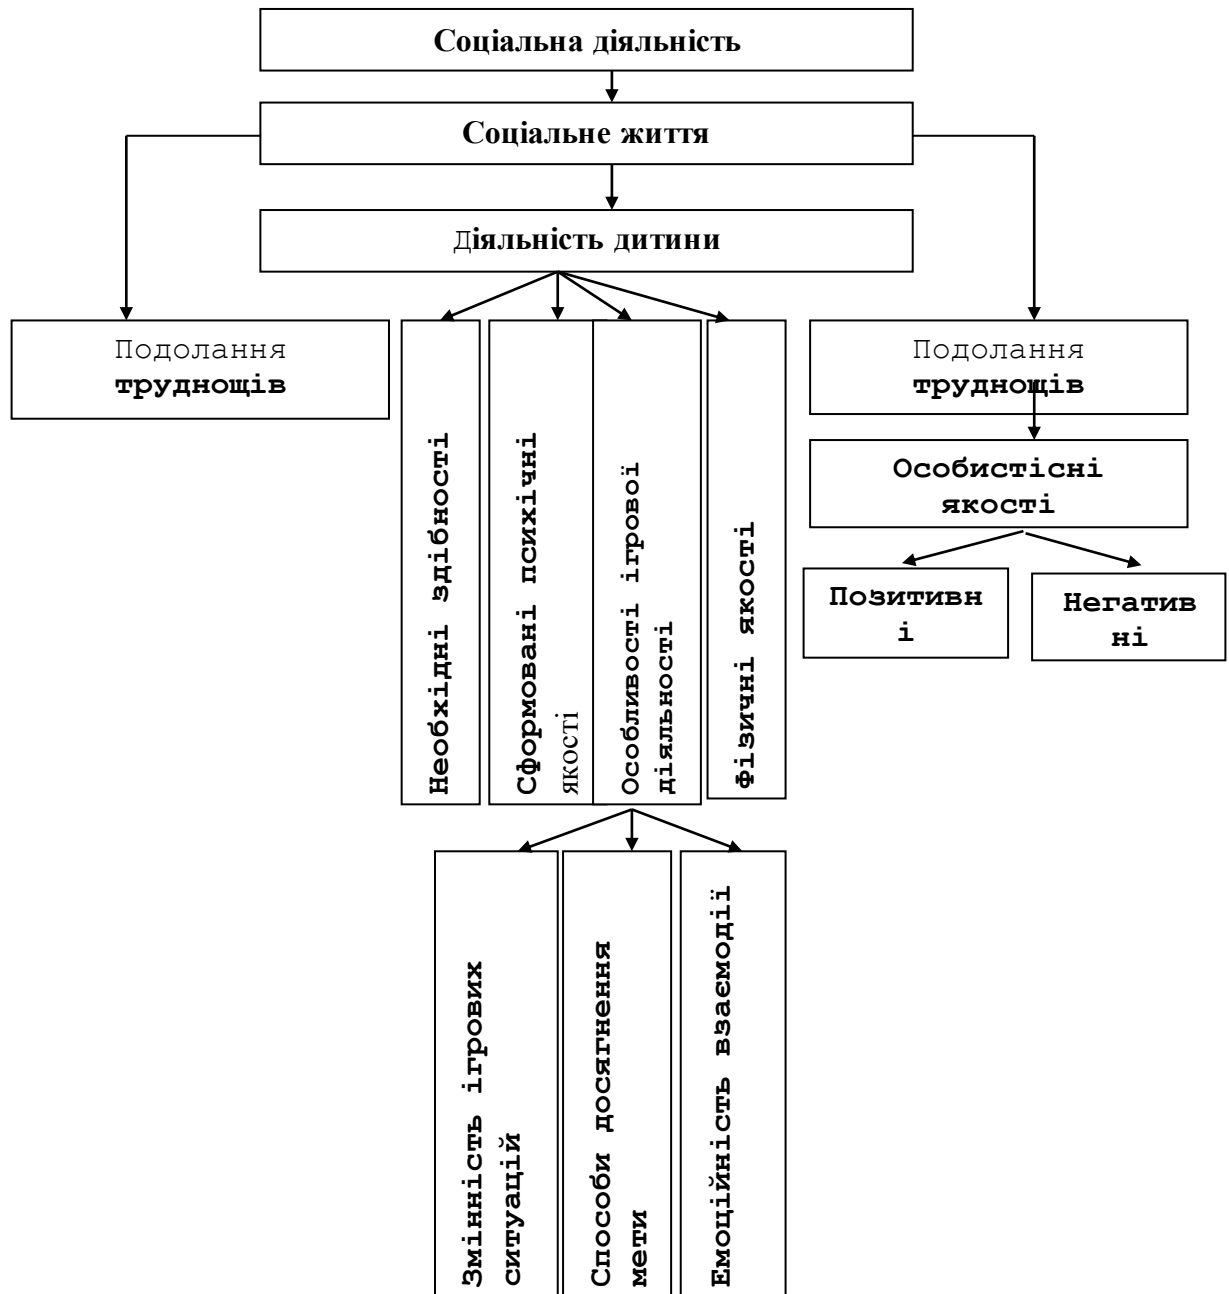 Соціальна діяльність
Соціальне життя
Діяльність дитини
Подолання
труднощів
Необхідні здібності
Сформовані психічні
якості
Особливості ігрової
діяльності
Фізичні якості
Подолання
труднощів
Особистісні
якості
Позитивн
і
Негатив
ні
Змінність ігрових
ситуацій
Способи досягнення
мети
Емоційність взаємодії